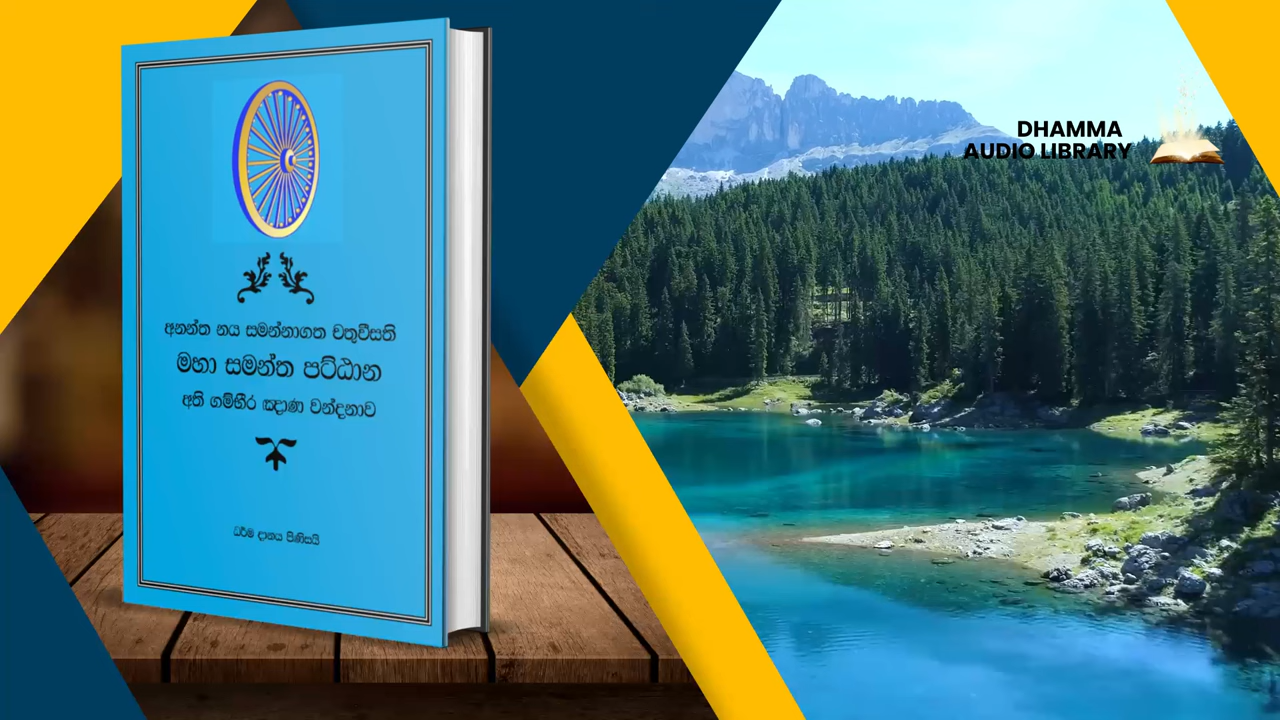 අනන්ත නය සමන්නාගත චතුවීසති
මහා සමන්ත පට්ඨාන
අති ගම්භීර ඤාණ වන්දනාව
ධර්ම දානය පිණිසයි
DHAMMA
AUDIO LIBRARY